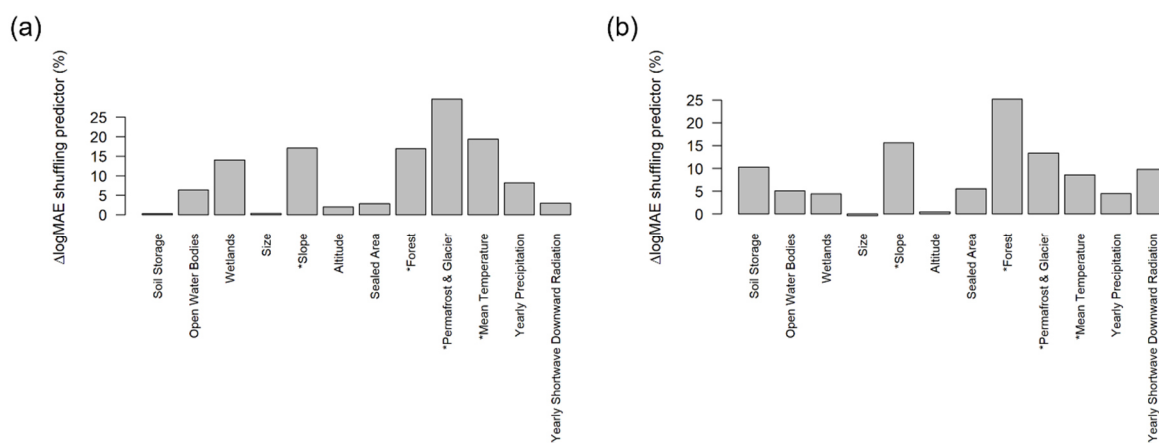 (a)
ΔlogMAE shuffling predictor (%)
25
20
15
10
5
0
Soil Storage
Open Water Bodies
Wetlands
Size
*Slope
Altitude
Sealed Area
*Forest
*Permafrost & Glacier
*Mean Temperature
Yearly Precipitation
Yearly Shortwave Downward Radiation
(b)
ΔlogMAE shuffling predictor (%)
25
20
15
10
5
0
Soil Storage
Open Water Bodies
Wetlands
Size
*Slope
Altitude
Sealed Area
*Forest
*Permafrost & Glacier
*Mean Temperature
Yearly Precipitation
Yearly Shortwave Downward Radiation